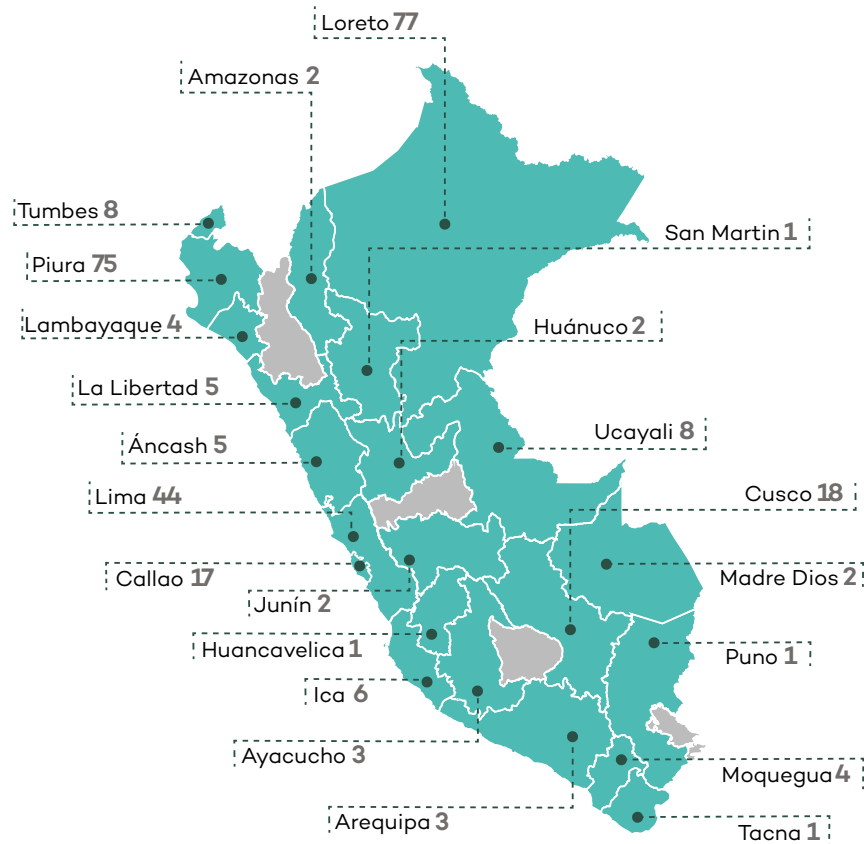 Loreto 77
Amazonas 2
Tumbes 8
San Martin 1
Piura 75
Lambayaque 4
Huánuco 2
La Libertad 5
Áncash 5
Ucayali 8
Lima 44
Cusco 18
Callao 17
Madre Dios 2
Junín 2
Huancavelica 1
Puno 1
Ica 6
Ayacucho 3
Moquegua 4
Arequipa 3
Tacna 1